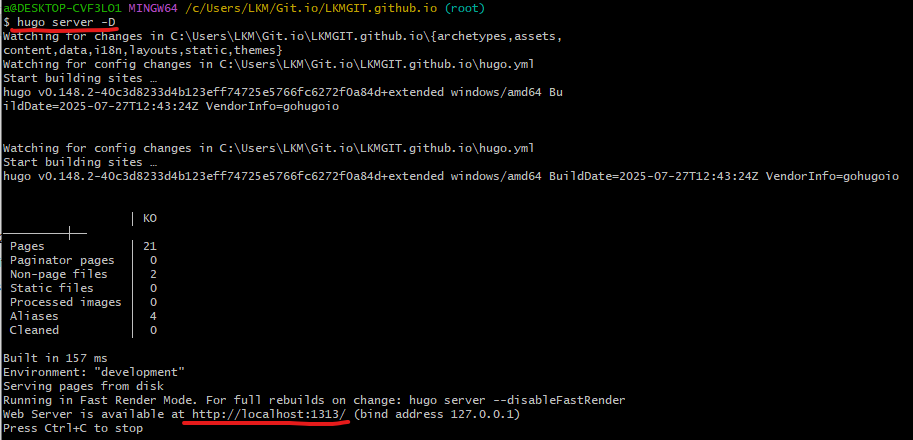 a@DESKTOP-CVF3LO1 MINGW64 /c/Users/LKM/Git.io/LKMGIT.github.io (root)
$ hugo server -D
Watching for changes in C:\Users\LKM\Git.io\LKMGIT.github.io\{archetypes,assets,
content,data,i18n,layouts,static,themes}
Watching for config changes in C:\Users\LKM\Git.io\LKMGIT.github.io\hugo.yml
Start building sites …
hugo v0.148.2-40c3d8233d4b123eff74725e5766fc6272f0a84d+extended windows/amd64 Bu
ildDate=2025-07-27T12:43:24Z VendorInfo=gohugoio
Watching for config changes in C:\Users\LKM\Git.io\LKMGIT.github.io\hugo.yml
Start building sites …
hugo v0.148.2-40c3d8233d4b123eff74725e5766fc6272f0a84d+extended windows/amd64 BuildDate=2025-07-27T12:43:24Z VendorInfo=gohugoio
│ KO
Pages │ 21
Paginator pages │ 0
Non-page files │ 2
Static files │ 0
Processed images │ 0
Aliases │ 4
Cleaned │ 0
Built in 157 ms
Environment: "development"
Serving pages from disk
Running in Fast Render Mode. For full rebuilds on change: hugo server --disableFastRender
Web Server is available at http://localhost:1313/ (bind address 127.0.0.1)
Press Ctrl+C to stop